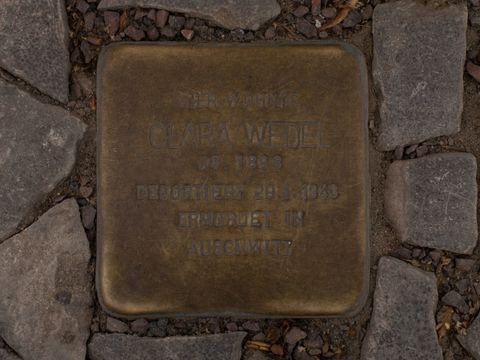 HIER WOHNTE
CLARA WEDEL
JG.
DEPORTIERT 29.1.1943
ERMORDET IN
AUSCHWITZ